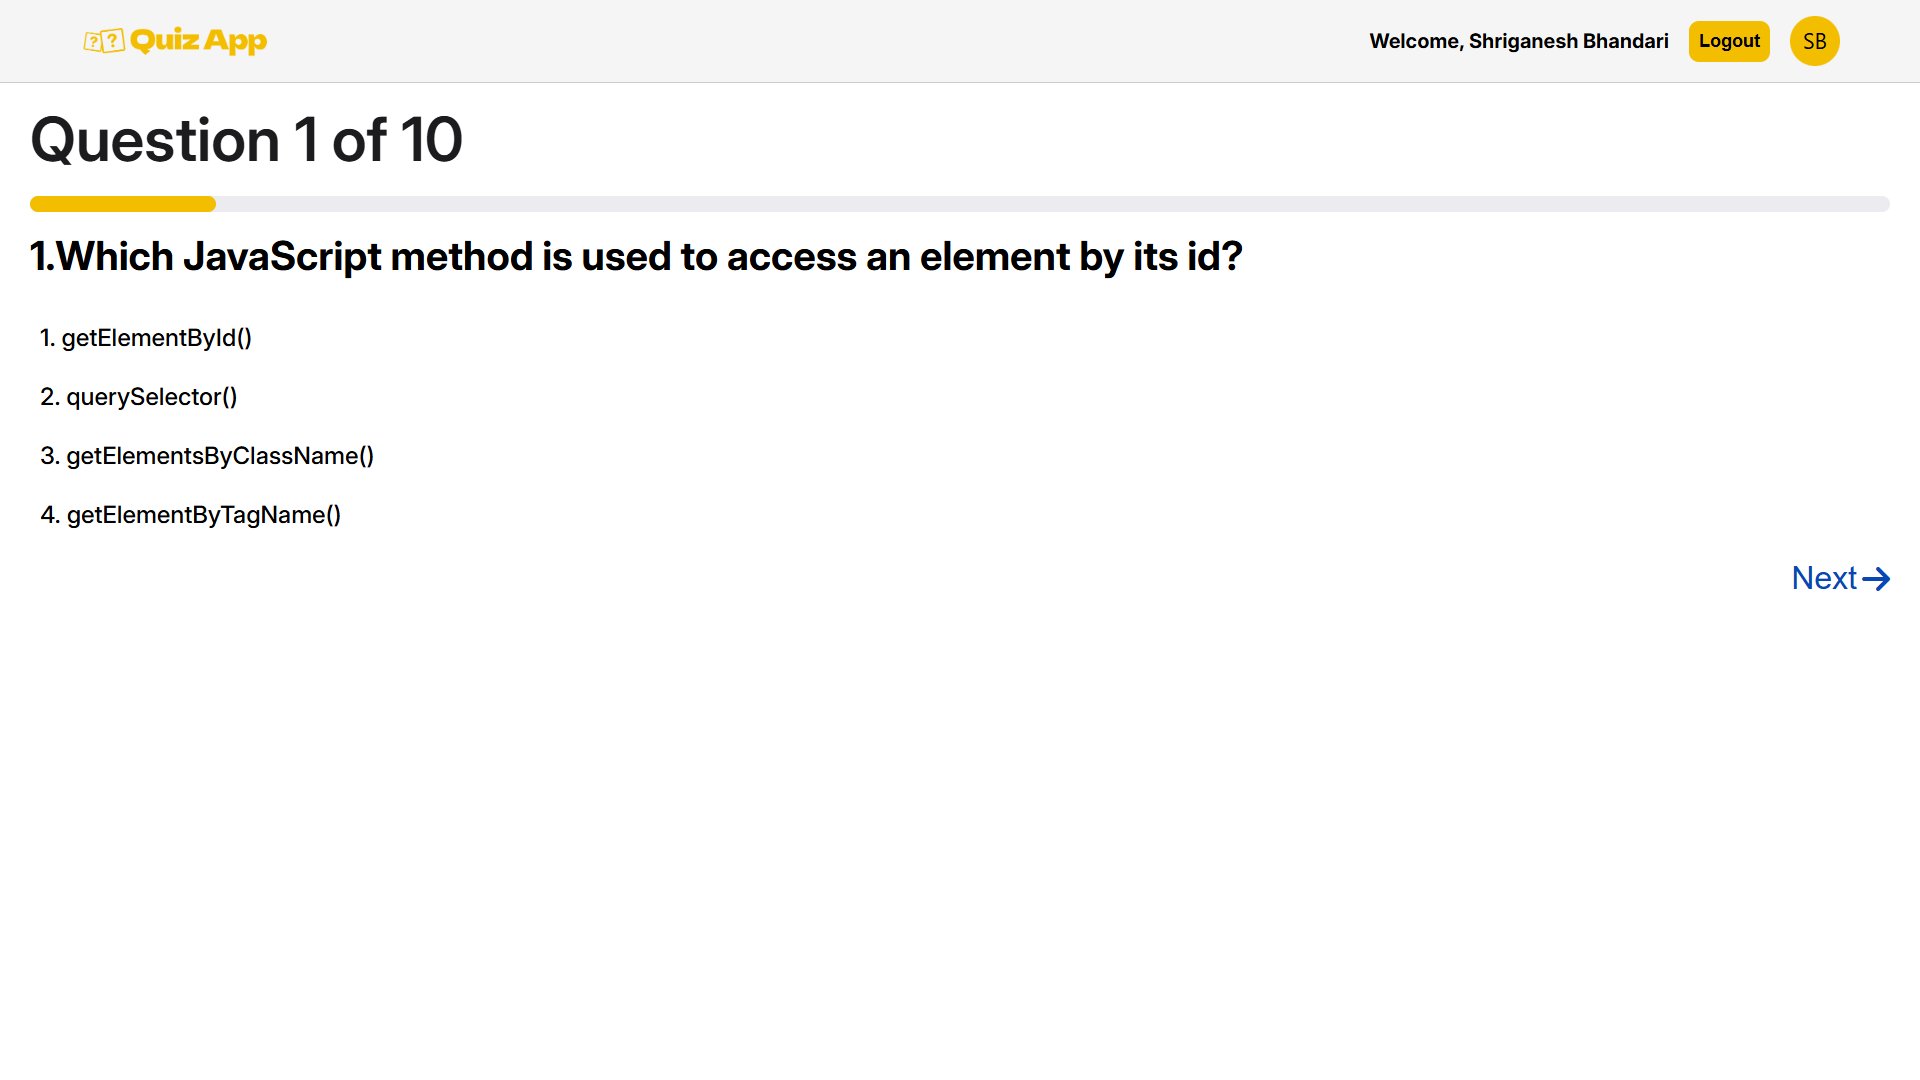 ? ? Quiz App
Welcome, Shriganesh Bhandari
Logout
SB
Question 1 of 10
1.Which JavaScript method is used to access an element by its id?
1. getElementById()
2. querySelector()
3. getElementsByClassName()
4. getElementByTagName()
Next